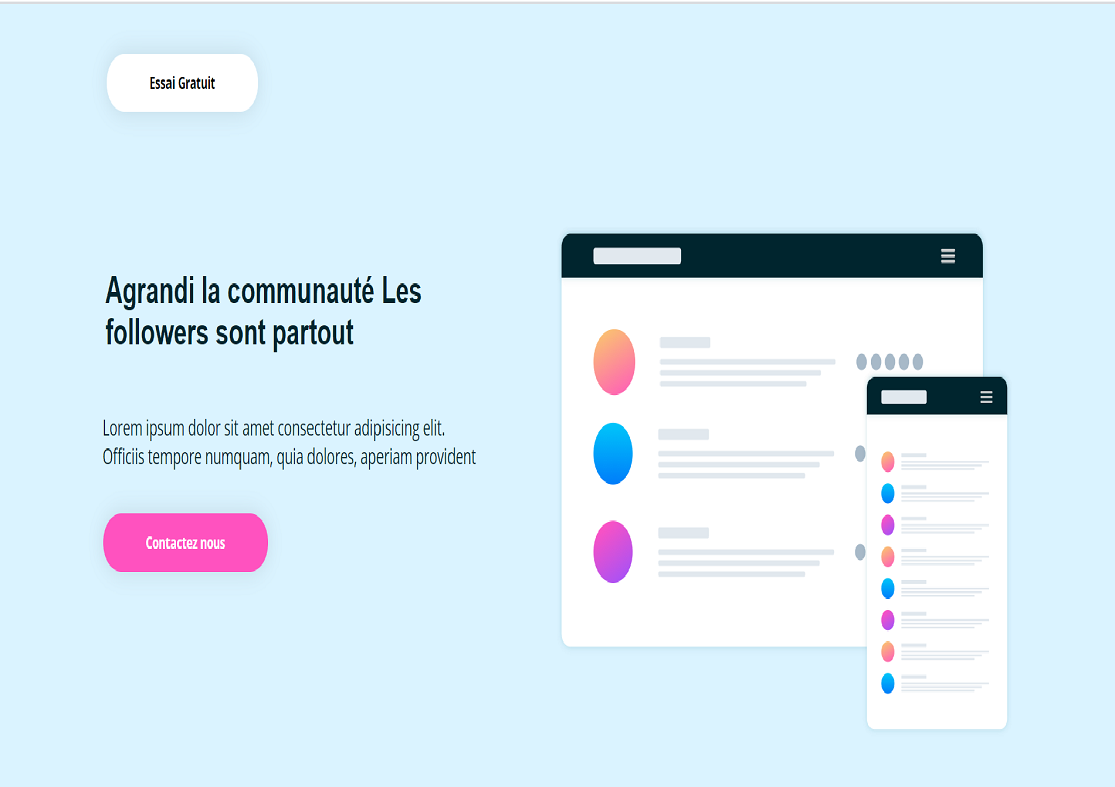 Essai Gratuit
Agrandi la communauté Les
followers sont partout
Lorem ipsum dolor sit amet consectetur adipisicing elit.
Officiis tempore numquam, quia dolores, aperiam provident
Contactez nous